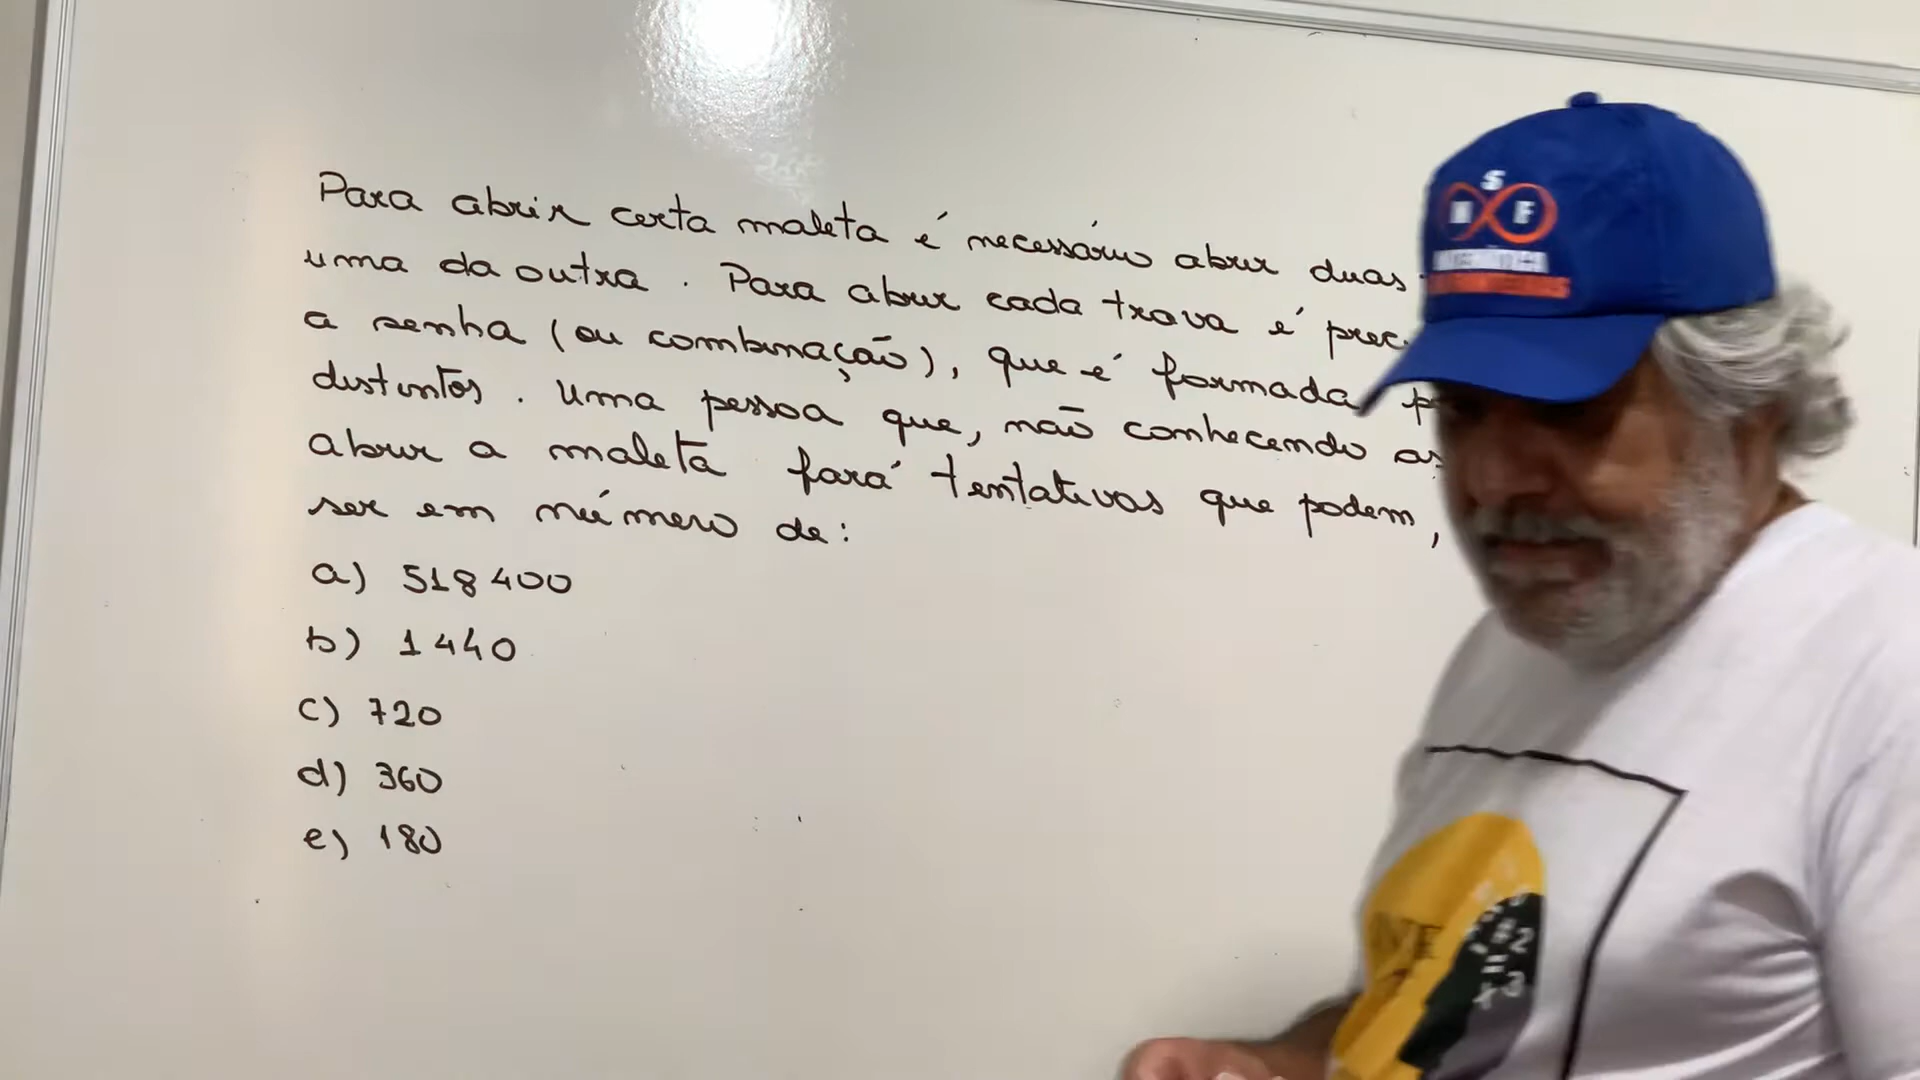 Para abrir certa maleta é necessário abrir duas
uma da outra. Para abrir cada trava é prec
a senha (ou combinação), que é formada p
distintos. Uma pessoa que, não conhecendo as
abrir a maleta fará tentativas que podem,
ser em número de:
a) 518400
b) 1440
c) 720
d) 360
e) 180
S
M F